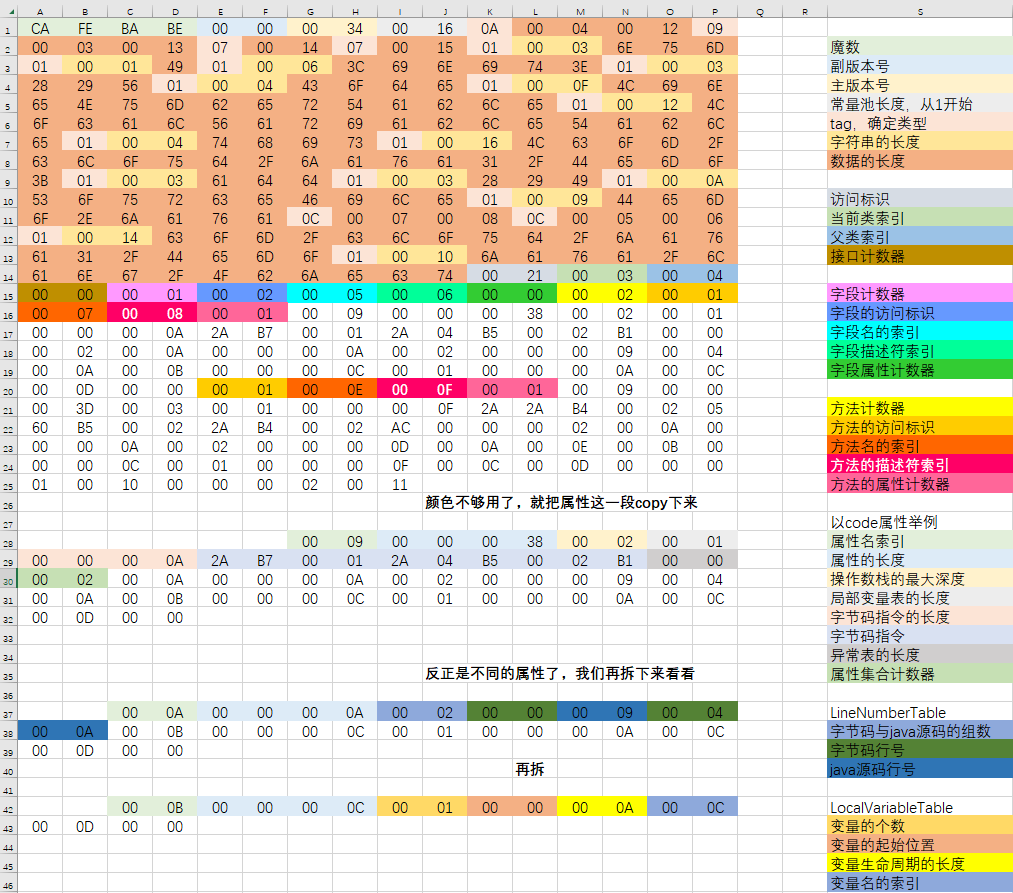 A B C D E F G H I J K L M N O P Q R S
1 CA FE BA BE 00 00 00 34 00 16 0A 00 04 00 12 09
2 00 03 00 13 07 00 14 07 00 15 01 00 03 6E 75 6D 魔数
3 01 00 01 49 01 00 06 3C 69 6E 69 74 3E 01 00 03 副版本号
4 28 29 56 01 00 04 43 6F 64 65 01 00 0F 4C 69 6E 主版本号
5 65 4E 75 6D 62 65 72 54 61 62 6C 65 01 00 12 4C 常量池长度，从1开始
6 6F 63 61 6C 56 61 72 69 61 62 6C 65 54 61 62 6C tag，确定类型
7 65 01 00 04 74 68 69 73 01 00 16 4C 63 6F 6D 2F 字符串的长度
8 63 6C 6F 75 64 2F 6A 61 76 61 31 2F 44 65 6D 6F 数据的长度
9 3B 01 00 03 61 64 64 01 00 03 28 29 49 01 00 0A
10 53 6F 75 72 63 65 46 69 6C 65 01 00 09 44 65 6D 访问标识
11 6F 2E 6A 61 76 61 0C 00 07 00 08 0C 00 05 00 06 当前类索引
12 01 00 14 63 6F 6D 2F 63 6C 6F 75 64 2F 6A 61 76 父类索引
13 61 31 2F 44 65 6D 6F 01 00 10 6A 61 76 61 2F 6C 接口计数器
14 61 6E 67 2F 4F 62 6A 65 63 74 00 21 00 03 00 04
15 00 00 00 01 00 02 00 05 00 06 00 00 00 02 00 01 字段计数器
16 00 07 00 08 00 01 00 09 00 00 00 38 00 02 00 01 字段的访问标识
17 00 00 00 0A 2A B7 00 01 2A 04 B5 00 02 B1 00 00 字段名的索引
18 00 02 00 0A 00 00 00 0A 00 02 00 00 00 09 00 04 字段描述符索引
19 00 0A 00 0B 00 00 00 0C 00 01 00 00 00 0A 00 0C 字段属性计数器
20 00 0D 00 00 00 01 00 0E 00 0F 00 01 00 09 00 00
21 00 3D 00 03 00 01 00 00 00 0F 2A 2A B4 00 02 05 方法计数器
22 60 B5 00 02 2A B4 00 02 AC 00 00 00 02 00 0A 00 方法的访问标识
23 00 00 0A 00 02 00 00 00 0D 00 0A 00 0E 00 0B 00 方法名的索引
24 00 00 0C 00 01 00 00 00 0F 00 0C 00 0D 00 00 00 方法的描述符索引
25 01 00 10 00 00 00 02 00 11 方法的属性计数器
26 颜色不够用了，就把属性这一段copy下来
27 以code属性举例
28 00 09 00 00 00 38 00 02 00 01 属性名索引
29 00 00 00 0A 2A B7 00 01 2A 04 B5 00 02 B1 00 00 属性的长度
30 00 02 00 0A 00 00 00 0A 00 02 00 00 00 09 00 04 操作数栈的最大深度
31 00 0A 00 0B 00 00 00 0C 00 01 00 00 00 0A 00 0C 局部变量表的长度
32 00 0D 00 00 字节码指令的长度
33 字节码指令
34 异常表的长度
35 反正是不同的属性了，我们再拆下来看看 属性集合计数器
36
37 00 0A 00 00 00 0A 00 02 00 00 00 09 00 04 LineNumberTable
38 00 0A 00 0B 00 00 00 0C 00 01 00 00 00 0A 00 0C 字节码与java源码的组数
39 00 0D 00 00 字节码行号
40 再拆 java源码行号
41
42 00 0B 00 00 00 0C 00 01 00 00 00 0A 00 0C LocalVariableTable
43 00 0D 00 00 变量的个数
44 变量的起始位置
45 变量生命周期的长度
46 变量名的索引